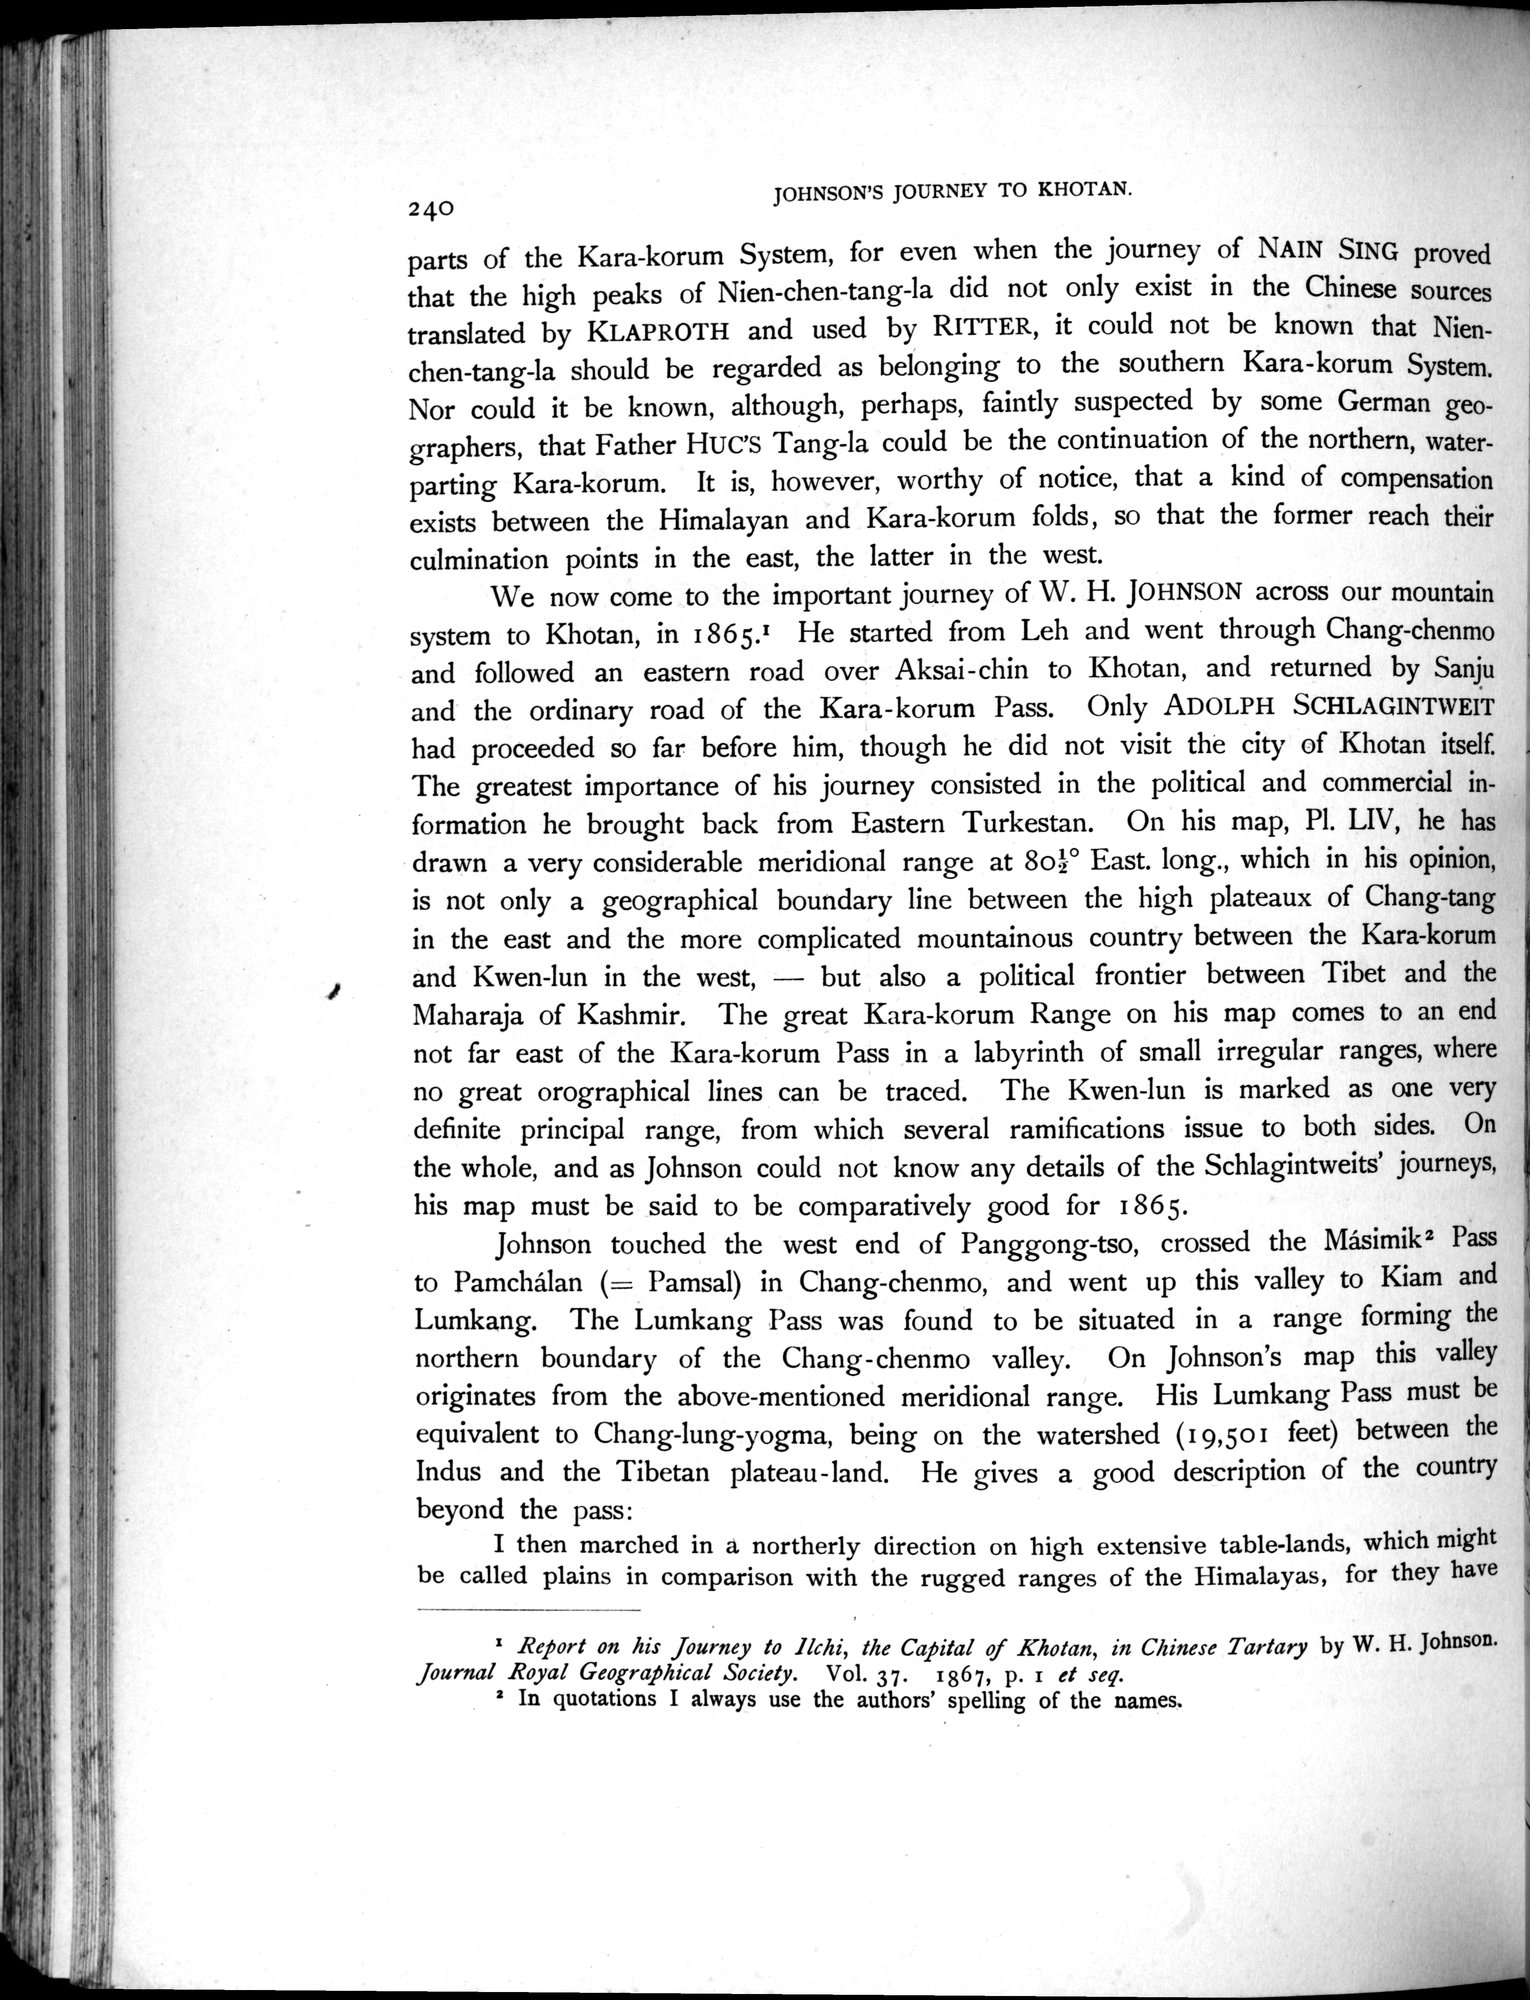 240
JOHNSON'S JOURNEY TO KHOTAN.
parts of the Kara-korum System, for even when the journey of NAIN SING proved
that the high peaks of Nien-chen-tang-la did not only exist in the Chinese sources
translated by KLAPROTH and used by RITTER, it could not be known that Nien-
chen-tang-la should be regarded as belonging to the southern Kara-korum System.
Nor could it be known, although, perhaps, faintly suspected by some German geo-
graphers, that Father HUC'S Tang-la could be the continuation of the northern, water-
parting Kara-korum. It is, however, worthy of notice, that a kind of compensation
exists between the Himalayan and Kara-korum folds, so that the former reach their
culmination points in the east, the latter in the west.
We now come to the important journey of W. H. JOHNSON across our mountain
system to Khotan, in 1865.¹ He started from Leh and went through Chang-chenmo
and followed an eastern road over Aksai-chin to Khotan, and returned by Sanju
and the ordinary road of the Kara-korum Pass. Only ADOLPH SCHLAGINTWEIT
had proceeded so far before him, though he did not visit the city of Khotan itself.
The greatest importance of his journey consisted in the political and commercial in-
formation he brought back from Eastern Turkestan. On his map, Pl. LIV, he has
drawn a very considerable meridional range at 80½° East. long., which in his opinion,
is not only a geographical boundary line between the high plateaux of Chang-tang
in the east and the more complicated mountainous country between the Kara-korum
and Kwen-lun in the west, — but also a political frontier between Tibet and the
Maharaja of Kashmir. The great Kara-korum Range on his map comes to an end
not far east of the Kara-korum Pass in a labyrinth of small irregular ranges, where
no great orographical lines can be traced. The Kwen-lun is marked as one very
definite principal range, from which several ramifications issue to both sides. On
the whole, and as Johnson could not know any details of the Schlagintweits' journeys,
his map must be said to be comparatively good for 1865.
Johnson touched the west end of Panggong-tso, crossed the Másimik² Pass
to Pamchálan (= Pamsal) in Chang-chenmo, and went up this valley to Kiam and
Lumkang. The Lumkang Pass was found to be situated in a range forming the
northern boundary of the Chang-chenmo valley. On Johnson's map this valley
originates from the above-mentioned meridional range. His Lumkang Pass must be
equivalent to Chang-lung-yogma, being on the watershed (19,501 feet) between the
Indus and the Tibetan plateau-land. He gives a good description of the country
beyond the pass:
I then marched in a northerly direction on high extensive table-lands, which might
be called plains in comparison with the rugged ranges of the Himalayas, for they have
¹ Report on his Journey to Ilchi, the Capital of Khotan, in Chinese Tartary by W. H. Johnson.
Journal Royal Geographical Society. Vol. 37. 1867, p. 1 et seq.
² In quotations I always use the authors' spelling of the names.